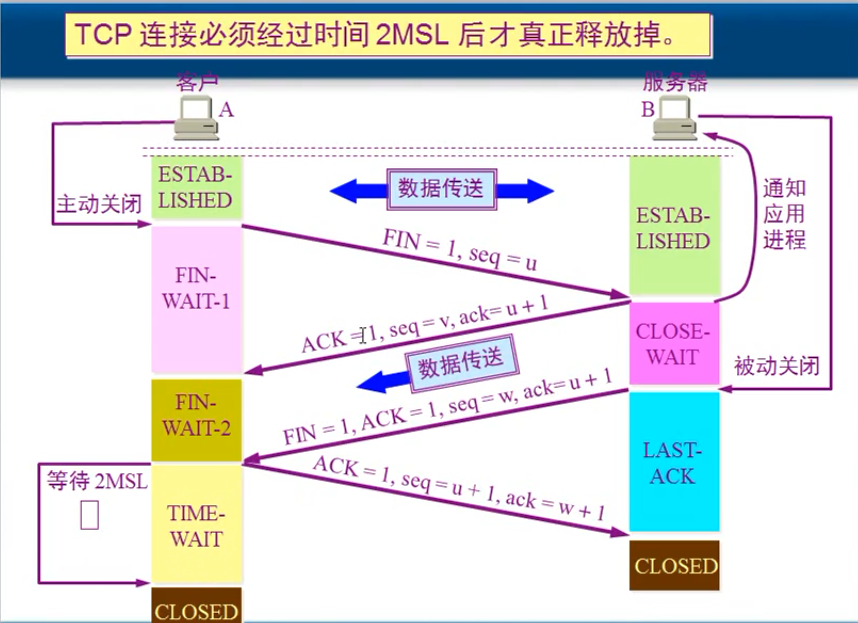 TCP 连接必须经过时间 2MSL 后才真正释放掉。
客户
A
服务器
B
ESTAB-
LISHED
数据传送
主动关闭
ESTAB-
LISHED
通知
应用
进程
FIN = 1, seq = u
FIN-
WAIT-1
ACK = 1, seq = v, ack= u + 1
CLOSE-
WAIT
数据传送
被动关闭
FIN-
WAIT-2
FIN = 1, ACK = 1, seq = w, ack= u + 1
LAST-
ACK
等待 2MSL
ACK = 1, seq = u + 1, ack = w + 1
TIME-
WAIT
CLOSED
CLOSED